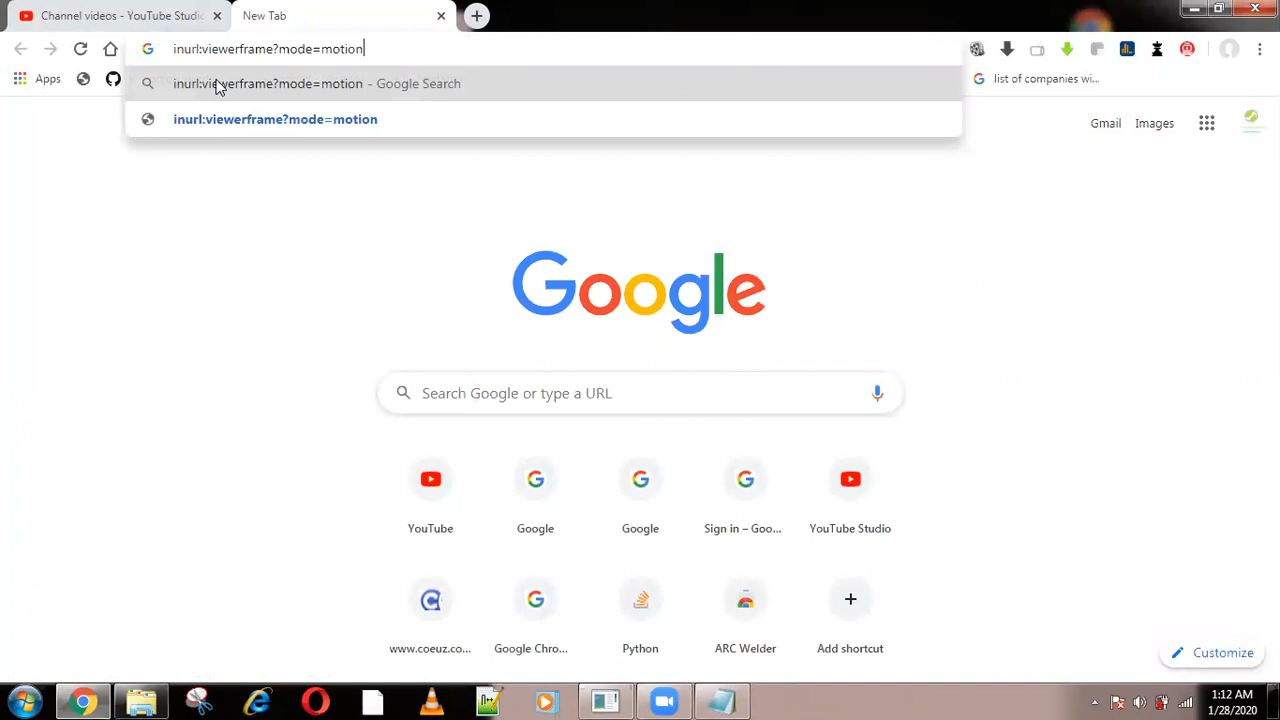 Channel videos - YouTube Studio
New Tab
inurl:viewerframe?mode=motion
Apps
list of companies wi...
inurl:viewerframe?mode=motion - Google Search
inurl:viewerframe?mode=motion
Gmail
Images
Google
Search Google or type a URL
YouTube
Google
Google
Sign in – Goo...
YouTube Studio
www.coeuz.co...
Google Chro...
Python
ARC Welder
Add shortcut
Customize
1:12 AM
1/28/2020